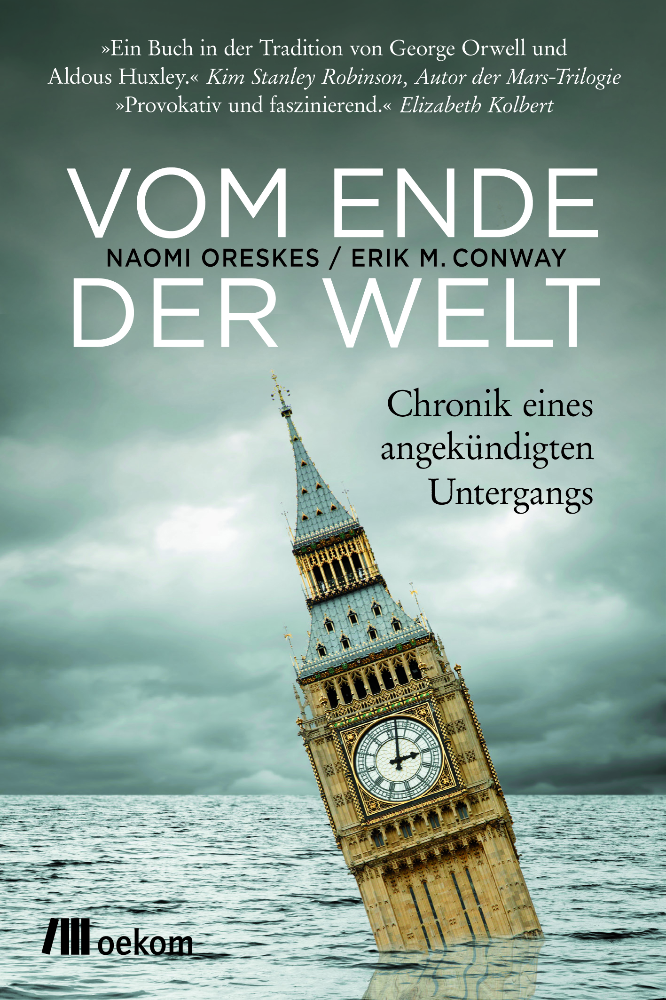 »Ein Buch in der Tradition von George Orwell und
Aldous Huxley.« Kim Stanley Robinson, Autor der Mars-Trilogie
»Provokativ und faszinierend.« Elizabeth Kolbert
VOM ENDE
NAOMI ORESKES / ERIK M. CONWAY
DER WELT
Chronik eines
angekündigten
Untergangs
oekom